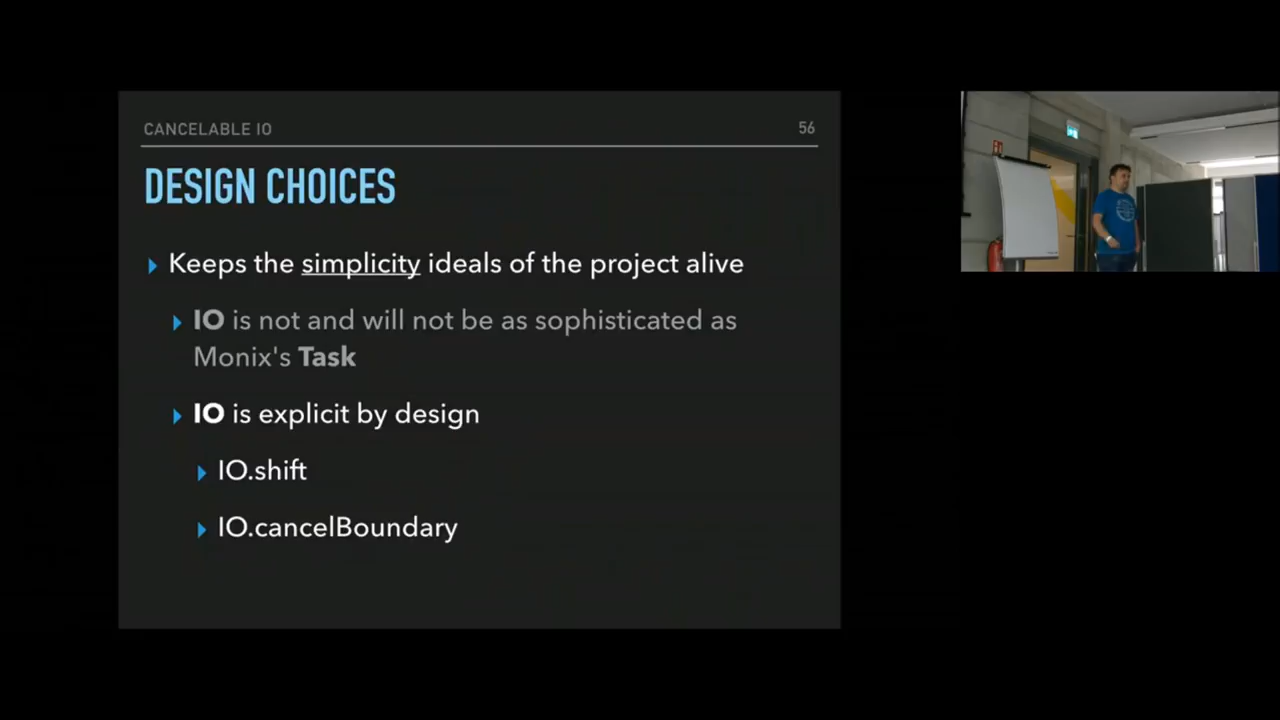 CANCELABLE IO
56
DESIGN CHOICES
Keeps the simplicity ideals of the project alive
IO is not and will not be as sophisticated as
Monix's Task
IO is explicit by design
IO.shift
IO.cancelBoundary